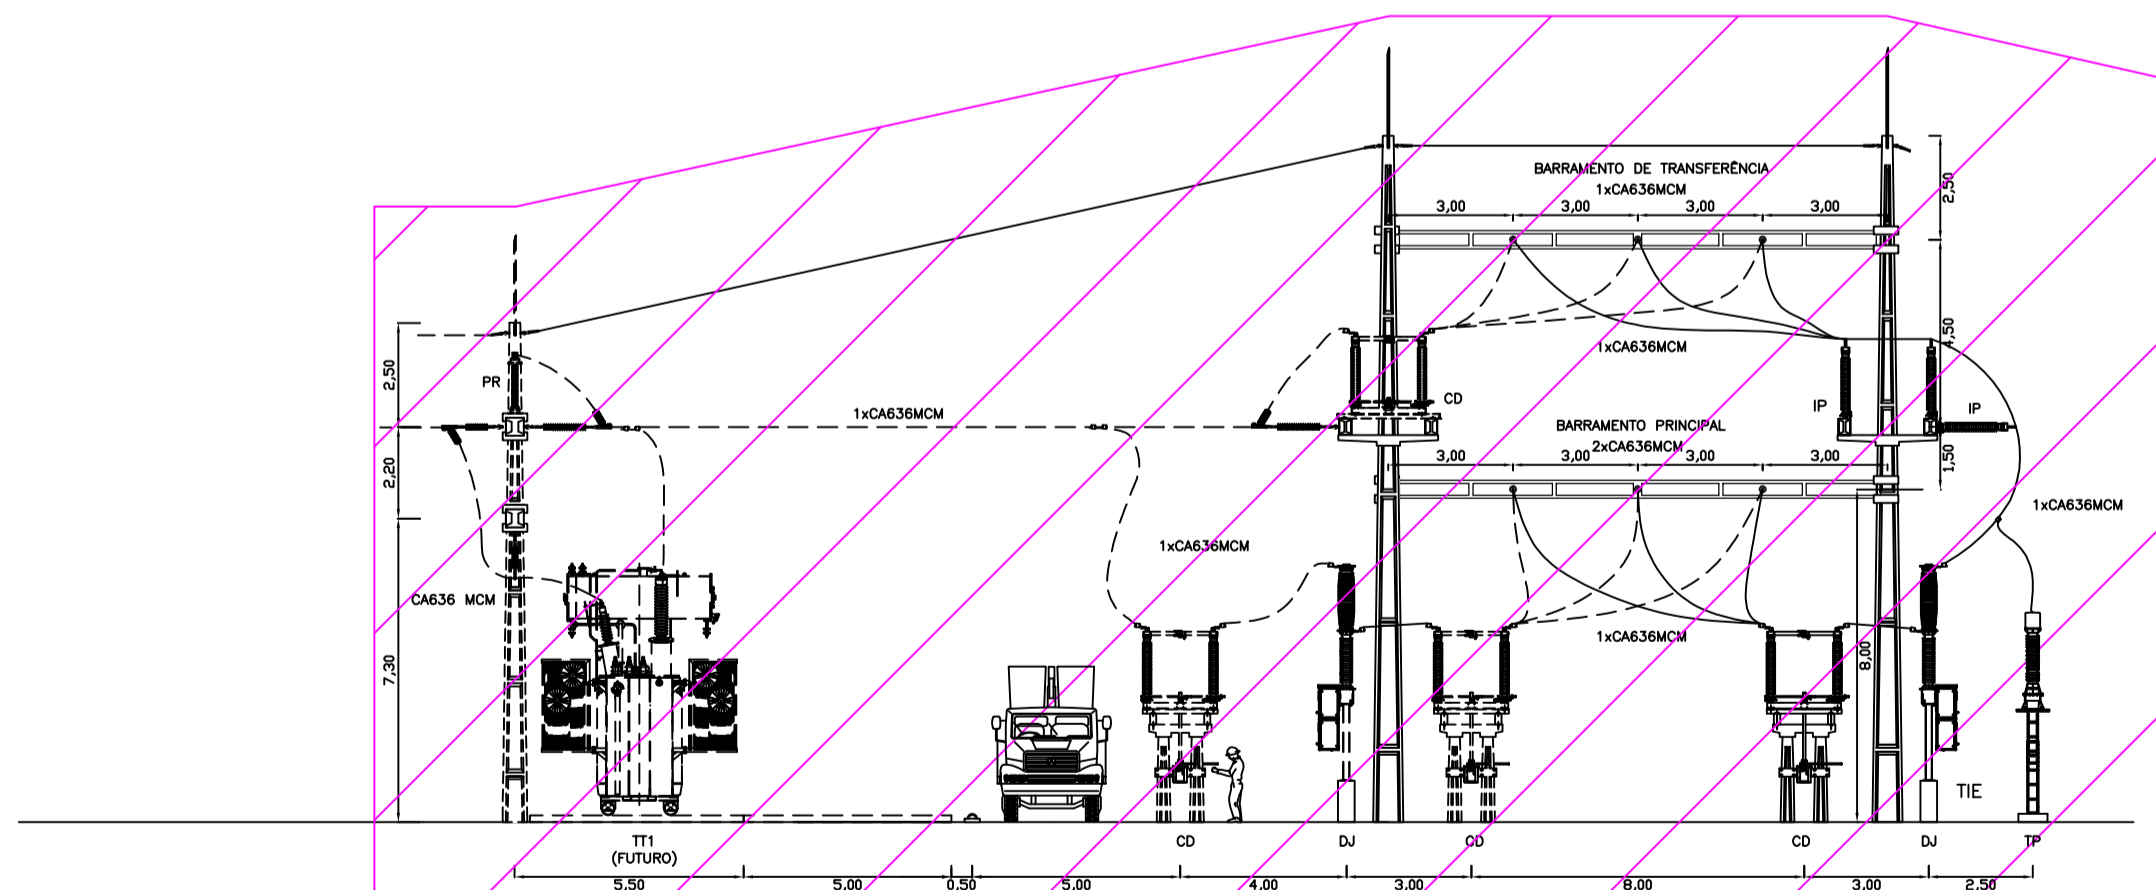 BARRAMENTO DE TRANSFERÊNCIA
1xCA636MCM
2,50
3,00
3,00
3,00
3,00
4,50
1xCA636MCM
2,50
PR
CD
IP
IP
1xCA636MCM
BARRAMENTO PRINCIPAL
2xCA636MCM
3,00
3,00
3,00
3,00
1,50
2,20
1xCA636MCM
1xCA636MCM
CA636 MCM
1xCA636MCM
8,00
7,30
TIE
TT1
(FUTURO)
CD
DJ
CD
CD
DJ
TP
5,50
5,00
0,50
5,00
4,00
3,00
8,00
3,00
2,50